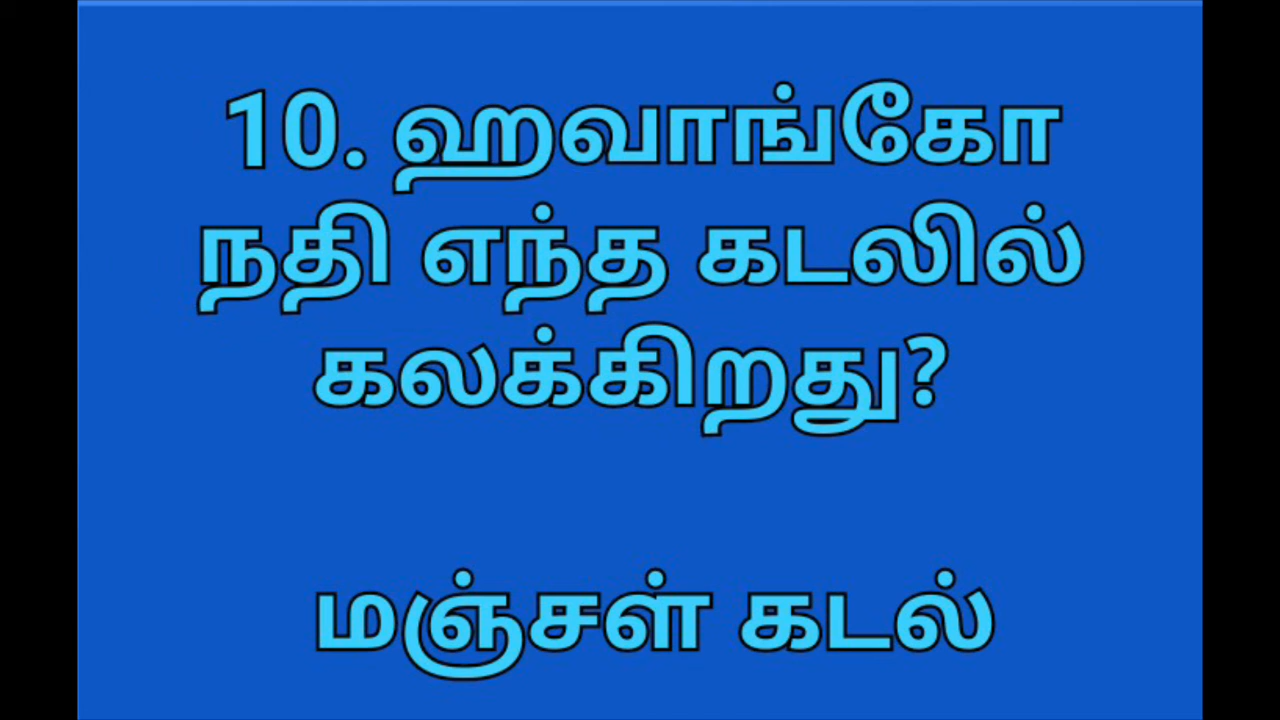 10. ஹவாங்கோ
நதி எந்த கடலில்
கலக்கிறது?
மஞ்சள் கடல்